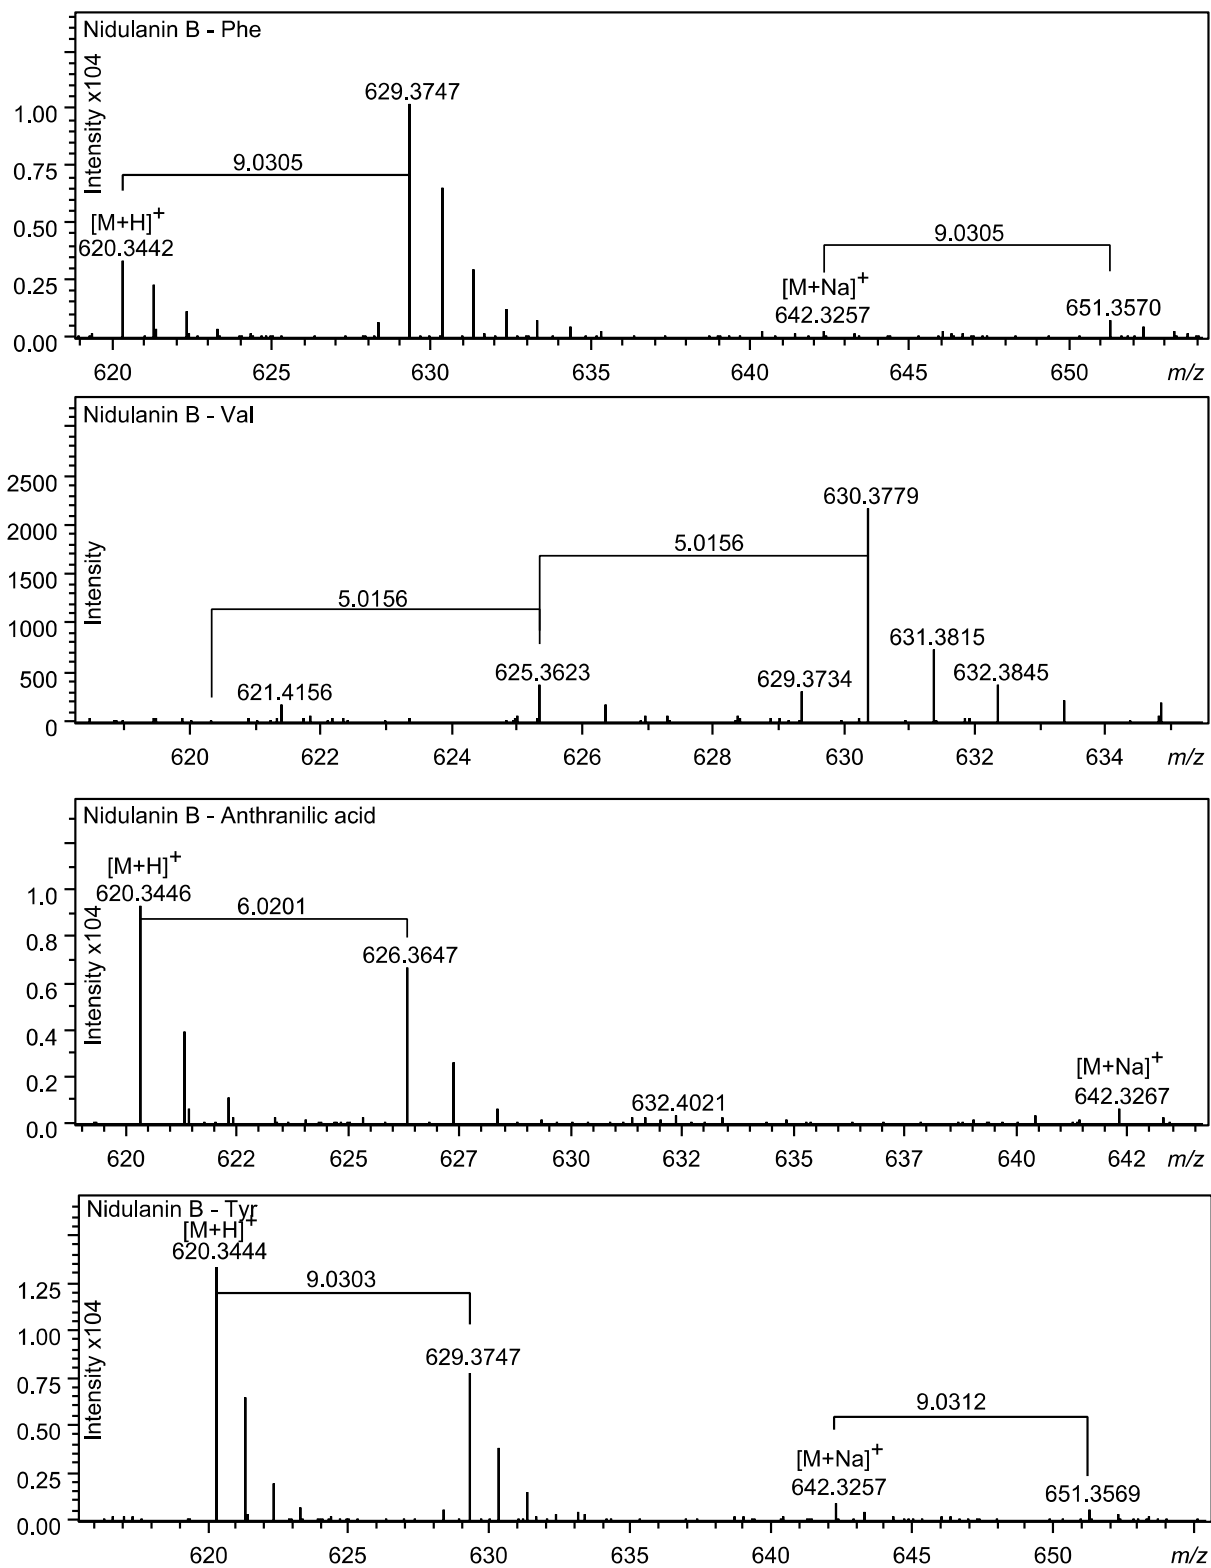 Nidulanin B - Phe
Intensity x104
1.00
0.75
0.50
0.25
0.00
629.3747
9.0305
[M+H]+
620.3442
9.0305
[M+Na]+
642.3257
651.3570
620 625 630 635 640 645 650 m/z
Nidulanin B - Val
Intensity
2500
2000
1500
1000
500
0
630.3779
5.0156
5.0156
631.3815
625.3623
629.3734
632.3845
621.4156
620 622 624 626 628 630 632 634 m/z
Nidulanin B - Anthranilic acid
Intensity x104
1.0
0.8
0.6
0.4
0.2
0.0
[M+H]+
620.3446
6.0201
626.3647
632.4021
[M+Na]+
642.3267
620 622 625 627 630 632 635 637 640 642 m/z
Nidulanin B - Tyr
Intensity x104
1.25
1.00
0.75
0.50
0.25
0.00
[M+H]+
620.3444
9.0303
629.3747
9.0312
[M+Na]+
642.3257
651.3569
620 625 630 635 640 645 650 m/z